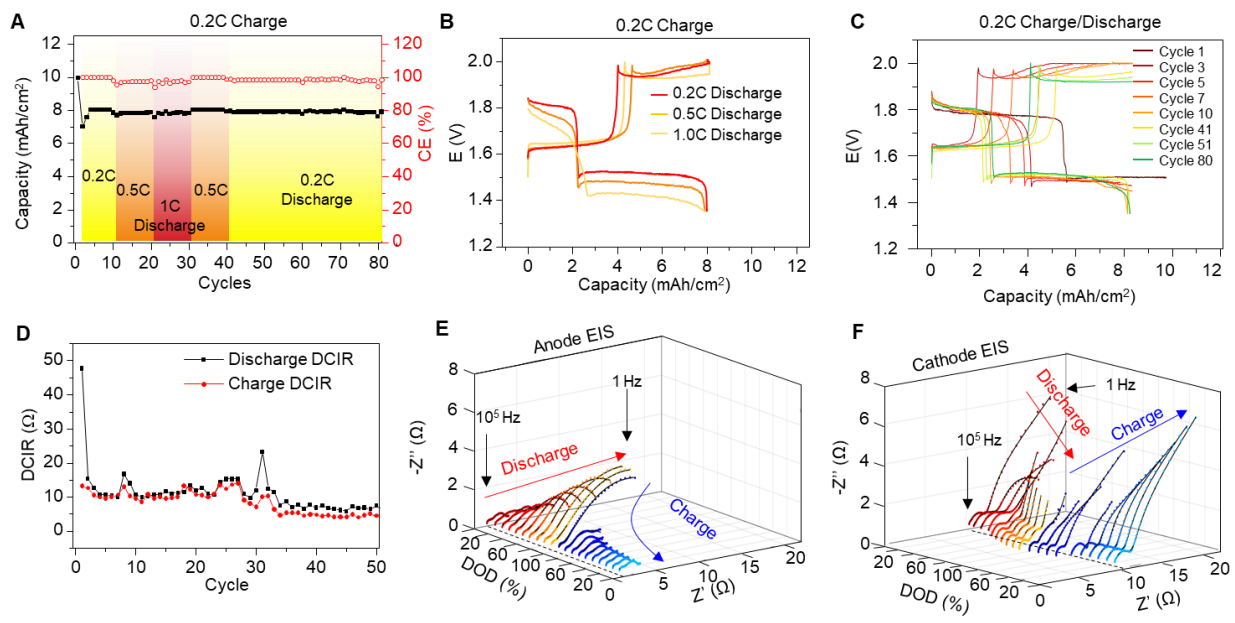 A
0.2C Charge
12
10
8
6
4
2
0
Capacity (mAh/cm²)
120
100
80
60
40
20
0
CE (%)
0.2C
0.5C
1C
0.5C
0.2C
Discharge
Discharge
0 10 20 30 40 50 60 70 80
Cycles
B
0.2C Charge
2.2
2.0
1.8
1.6
1.4
1.2
E (V)
0.2C Discharge
0.5C Discharge
1.0C Discharge
0 2 4 6 8 10 12
Capacity (mAh/cm²)
C
0.2C Charge/Discharge
2.0
1.8
1.6
1.4
1.2
E(V)
Cycle 1
Cycle 3
Cycle 5
Cycle 7
Cycle 10
Cycle 41
Cycle 51
Cycle 80
0 2 4 6 8 10 12
Capacity (mAh/cm²)
D
50
40
30
20
10
0
DCIR (Ω)
Discharge DCIR
Charge DCIR
0 10 20 30 40 50
Cycle
E
Anode EIS
8
6
4
2
0
-Z'' (Ω)
10⁵ Hz
1 Hz
Discharge
Charge
20 60 100 60 20 0
DOD (%)
5 10 15 20
Z' (Ω)
F
Cathode EIS
8
6
4
2
0
-Z'' (Ω)
10⁵ Hz
1 Hz
Discharge
Charge
20 60 100 60 20 0
DOD (%)
5 10 15 20
Z' (Ω)